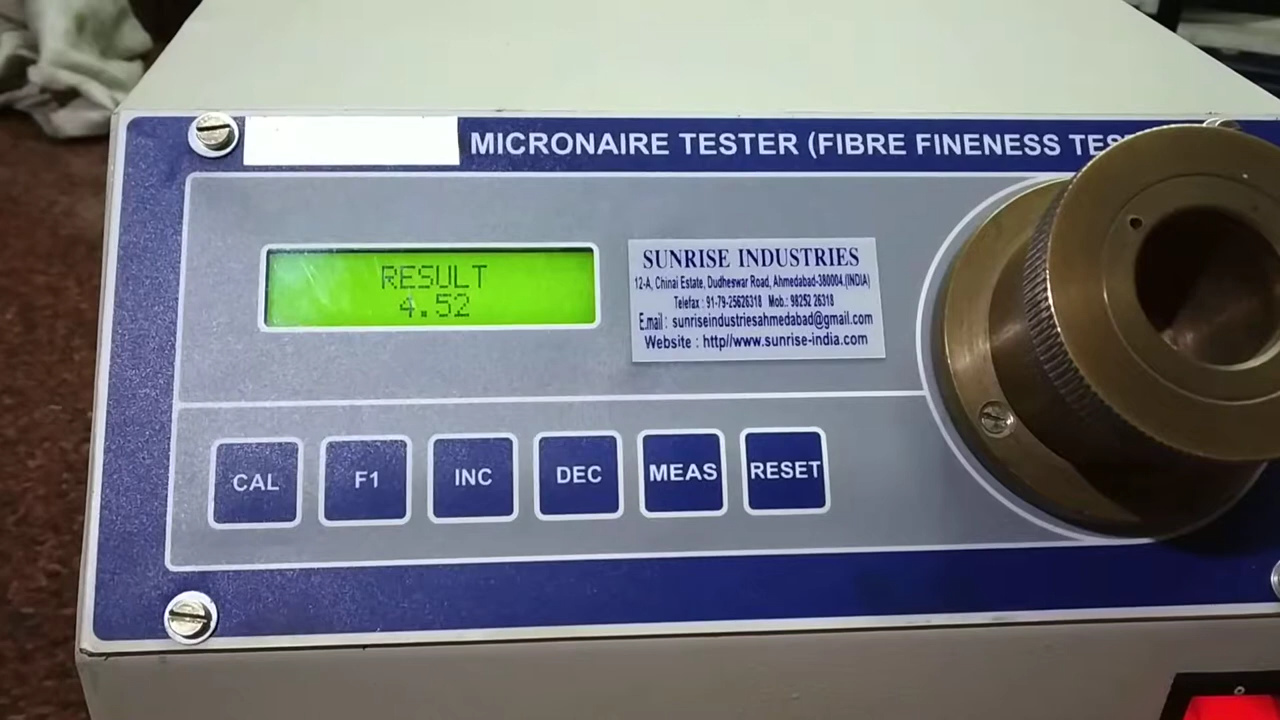 MICRONAIRE TESTER (FIBRE FINENESS
RESULT
4.52
SUNRISE INDUSTRIES
12-A, Chinai Estate, Dudheswar Road, Ahmedabad-380004,(INDIA)
Telefax : 91-79-25626318 Mob.: 98252 26318
E.mail : sunriseindustriesahmedabad@gmail.com
Website : http//www.sunrise-india.com
CAL F1 INC DEC MEAS RESET